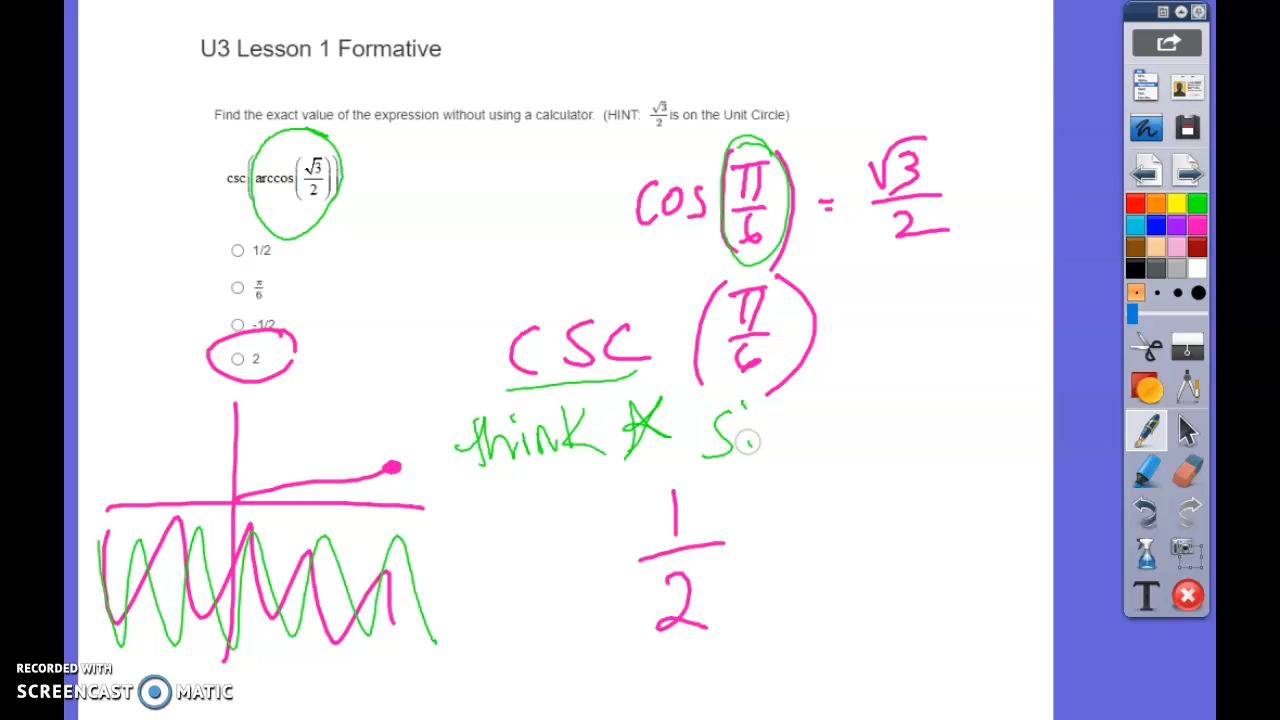 U3 Lesson 1 Formative
Find the exact value of the expression without using a calculator. (HINT: √3/2 is on the Unit Circle)
csc(arccos(√3/2))
1/2
π/6
-1/2
2
cos(π/6) = √3/2
csc (π/6)
think ☆ Si
1/2
T
RECORDED WITH
SCREENCAST MATIC